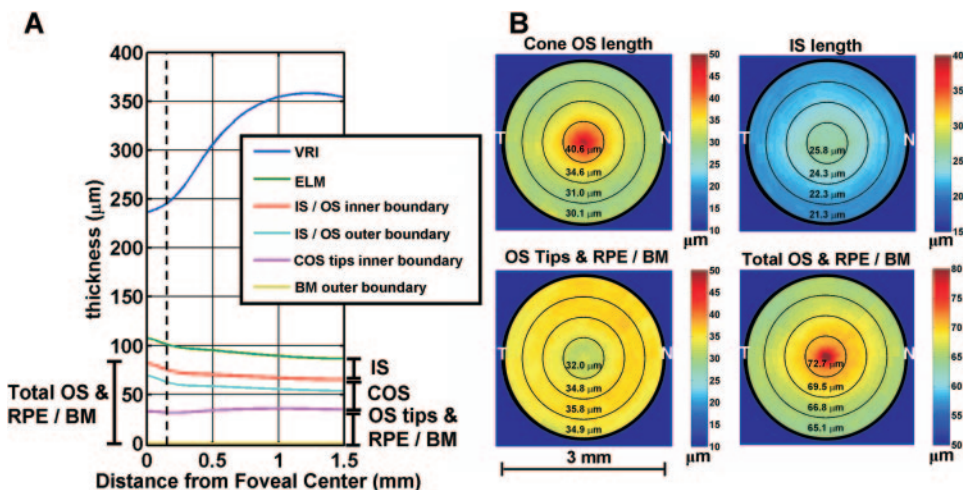 A
400
350
300
250
200
150
100
50
0
thickness (μm)
0 0.5 1 1.5
Distance from Foveal Center (mm)
VRI
ELM
IS / OS inner boundary
IS / OS outer boundary
COS tips inner boundary
BM outer boundary
Total OS &
RPE / BM
IS
COS
OS tips &
RPE / BM
B
Cone OS length
T
40.6 μm
34.6 μm
31.0 μm
30.1 μm
N
50
45
40
35
30
25
20
15
10
μm
IS length
T
25.8 μm
24.3 μm
22.3 μm
21.3 μm
N
40
35
30
25
20
15
μm
OS Tips & RPE / BM
T
32.0 μm
34.8 μm
35.8 μm
34.9 μm
N
50
45
40
35
30
25
20
15
10
μm
3 mm
Total OS & RPE / BM
T
72.7 μm
69.5 μm
66.8 μm
65.1 μm
N
80
75
70
65
60
55
50
μm